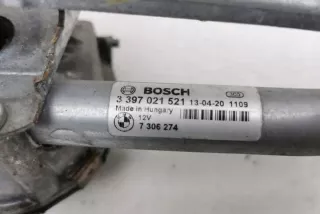 BOSCH
3 397 021 521 13-04-20 1109
Made in Hungary
12V
7 306 274